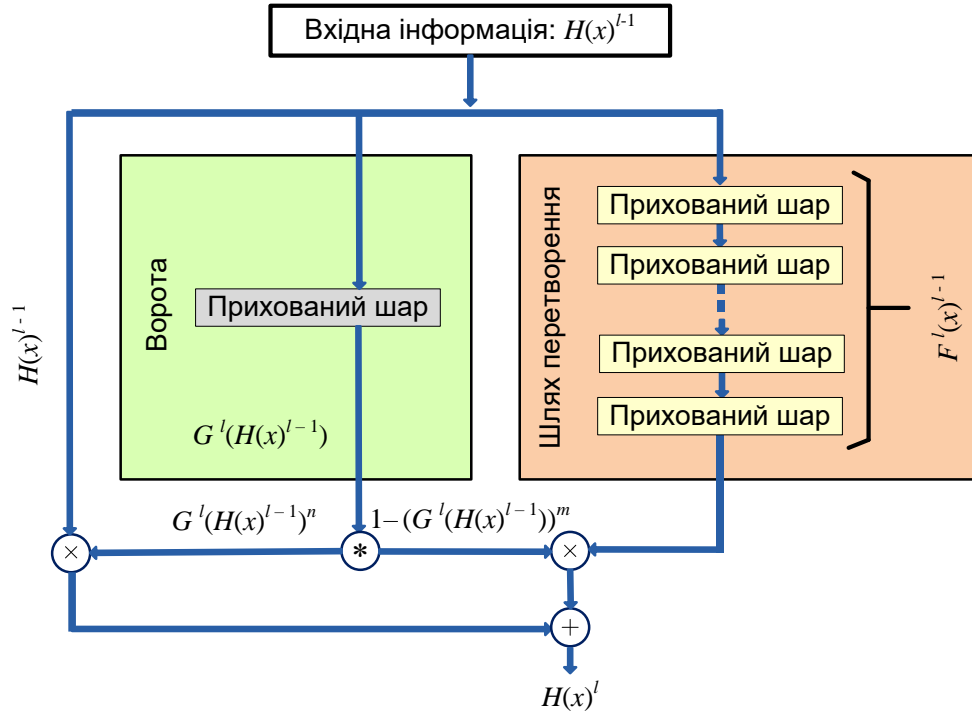 Вхідна інформація: H(x)^{l-1}
H(x)^{l-1}
Ворота
Прихований шар
G^l(H(x)^{l-1})
Шлях перетворення
Прихований шар
Прихований шар
Прихований шар
Прихований шар
F^l(x)^{l-1}
G^l(H(x)^{l-1})^n
1–(G^l(H(x)^{l-1}))^m
×
*
×
+
H(x)^l